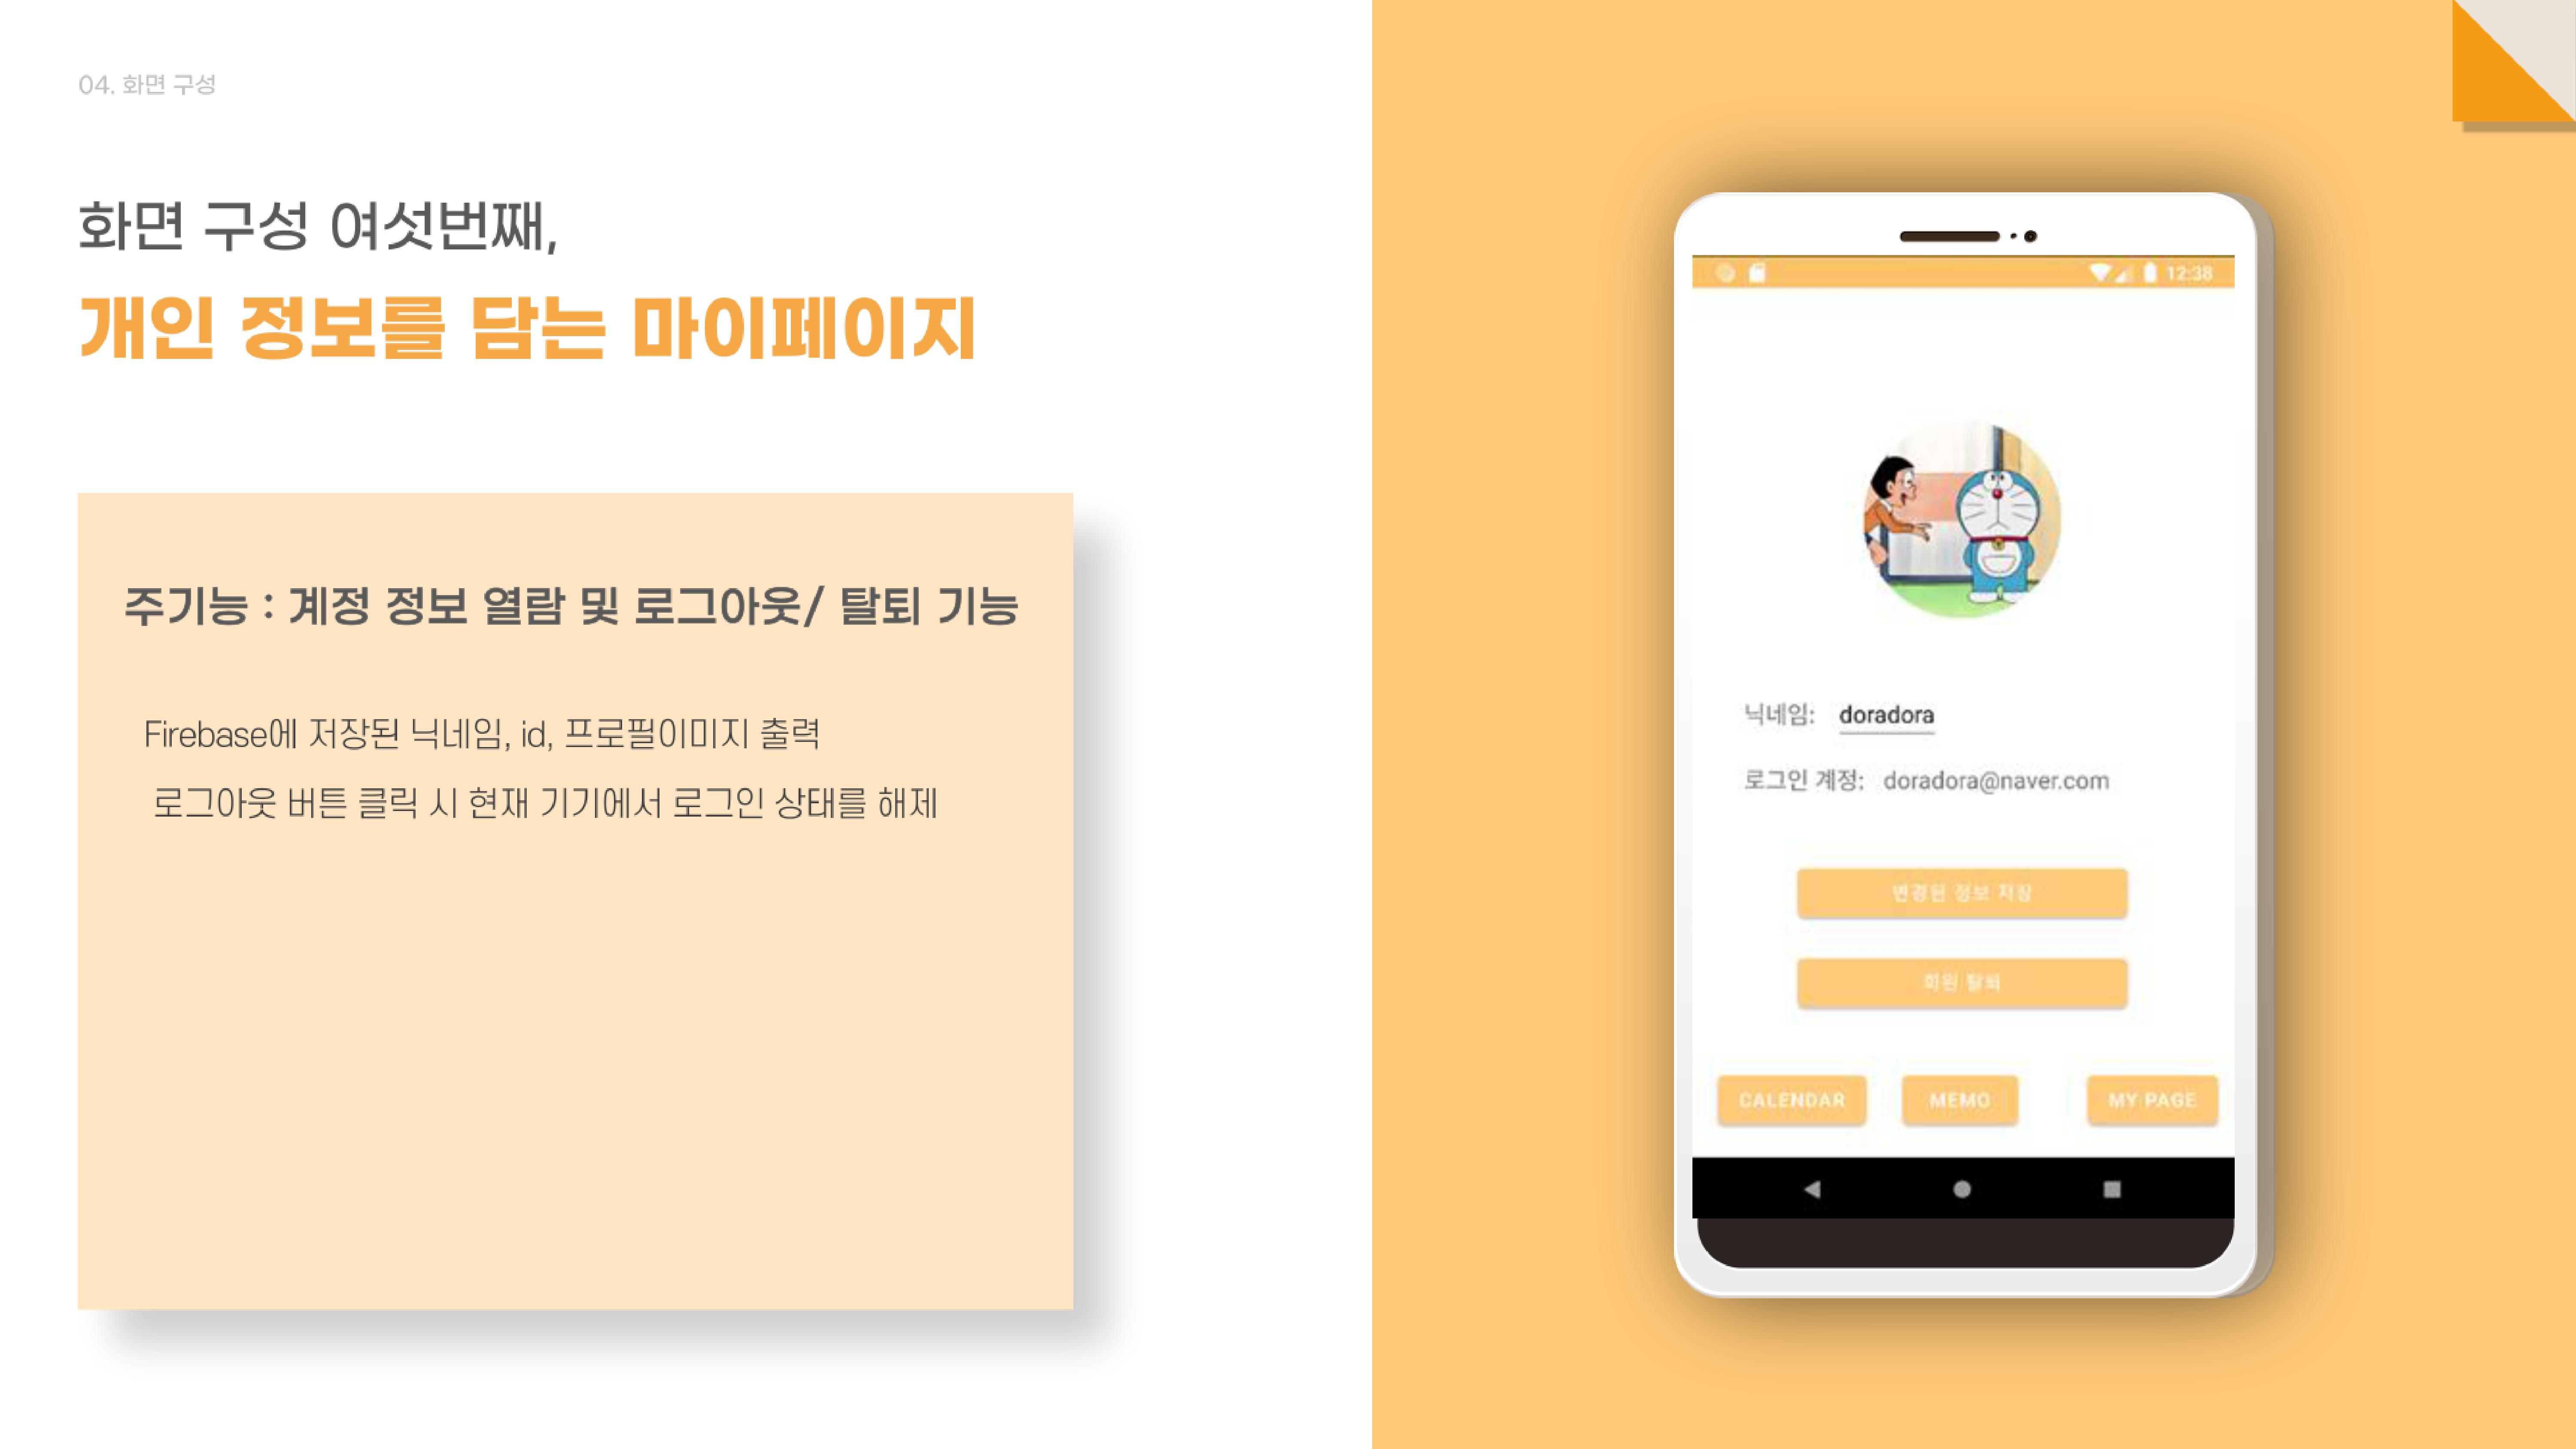 04. 화면 구성
화면 구성 여섯번째,
개인 정보를 담는 마이페이지
주기능 : 계정 정보 열람 및 로그아웃/ 탈퇴 기능
Firebase에 저장된 닉네임, id, 프로필이미지 출력
로그아웃 버튼 클릭 시 현재 기기에서 로그인 상태를 해제
12:38
닉네임: doradora
로그인 계정: doradora@naver.com
변경된 정보 저장
회원 탈퇴
CALENDAR MEMO MY PAGE